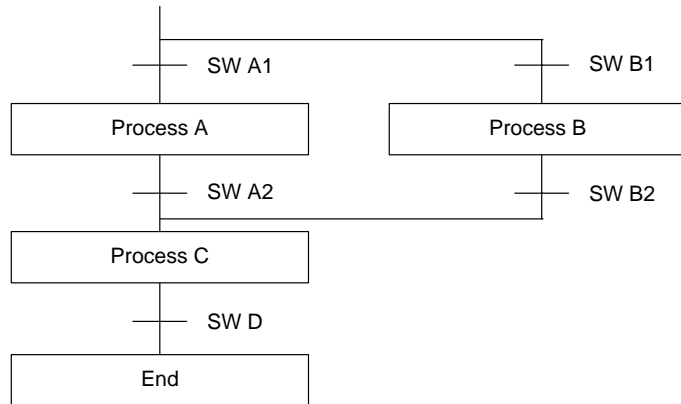 SW A1
SW B1
Process A
Process B
SW A2
SW B2
Process C
SW D
End